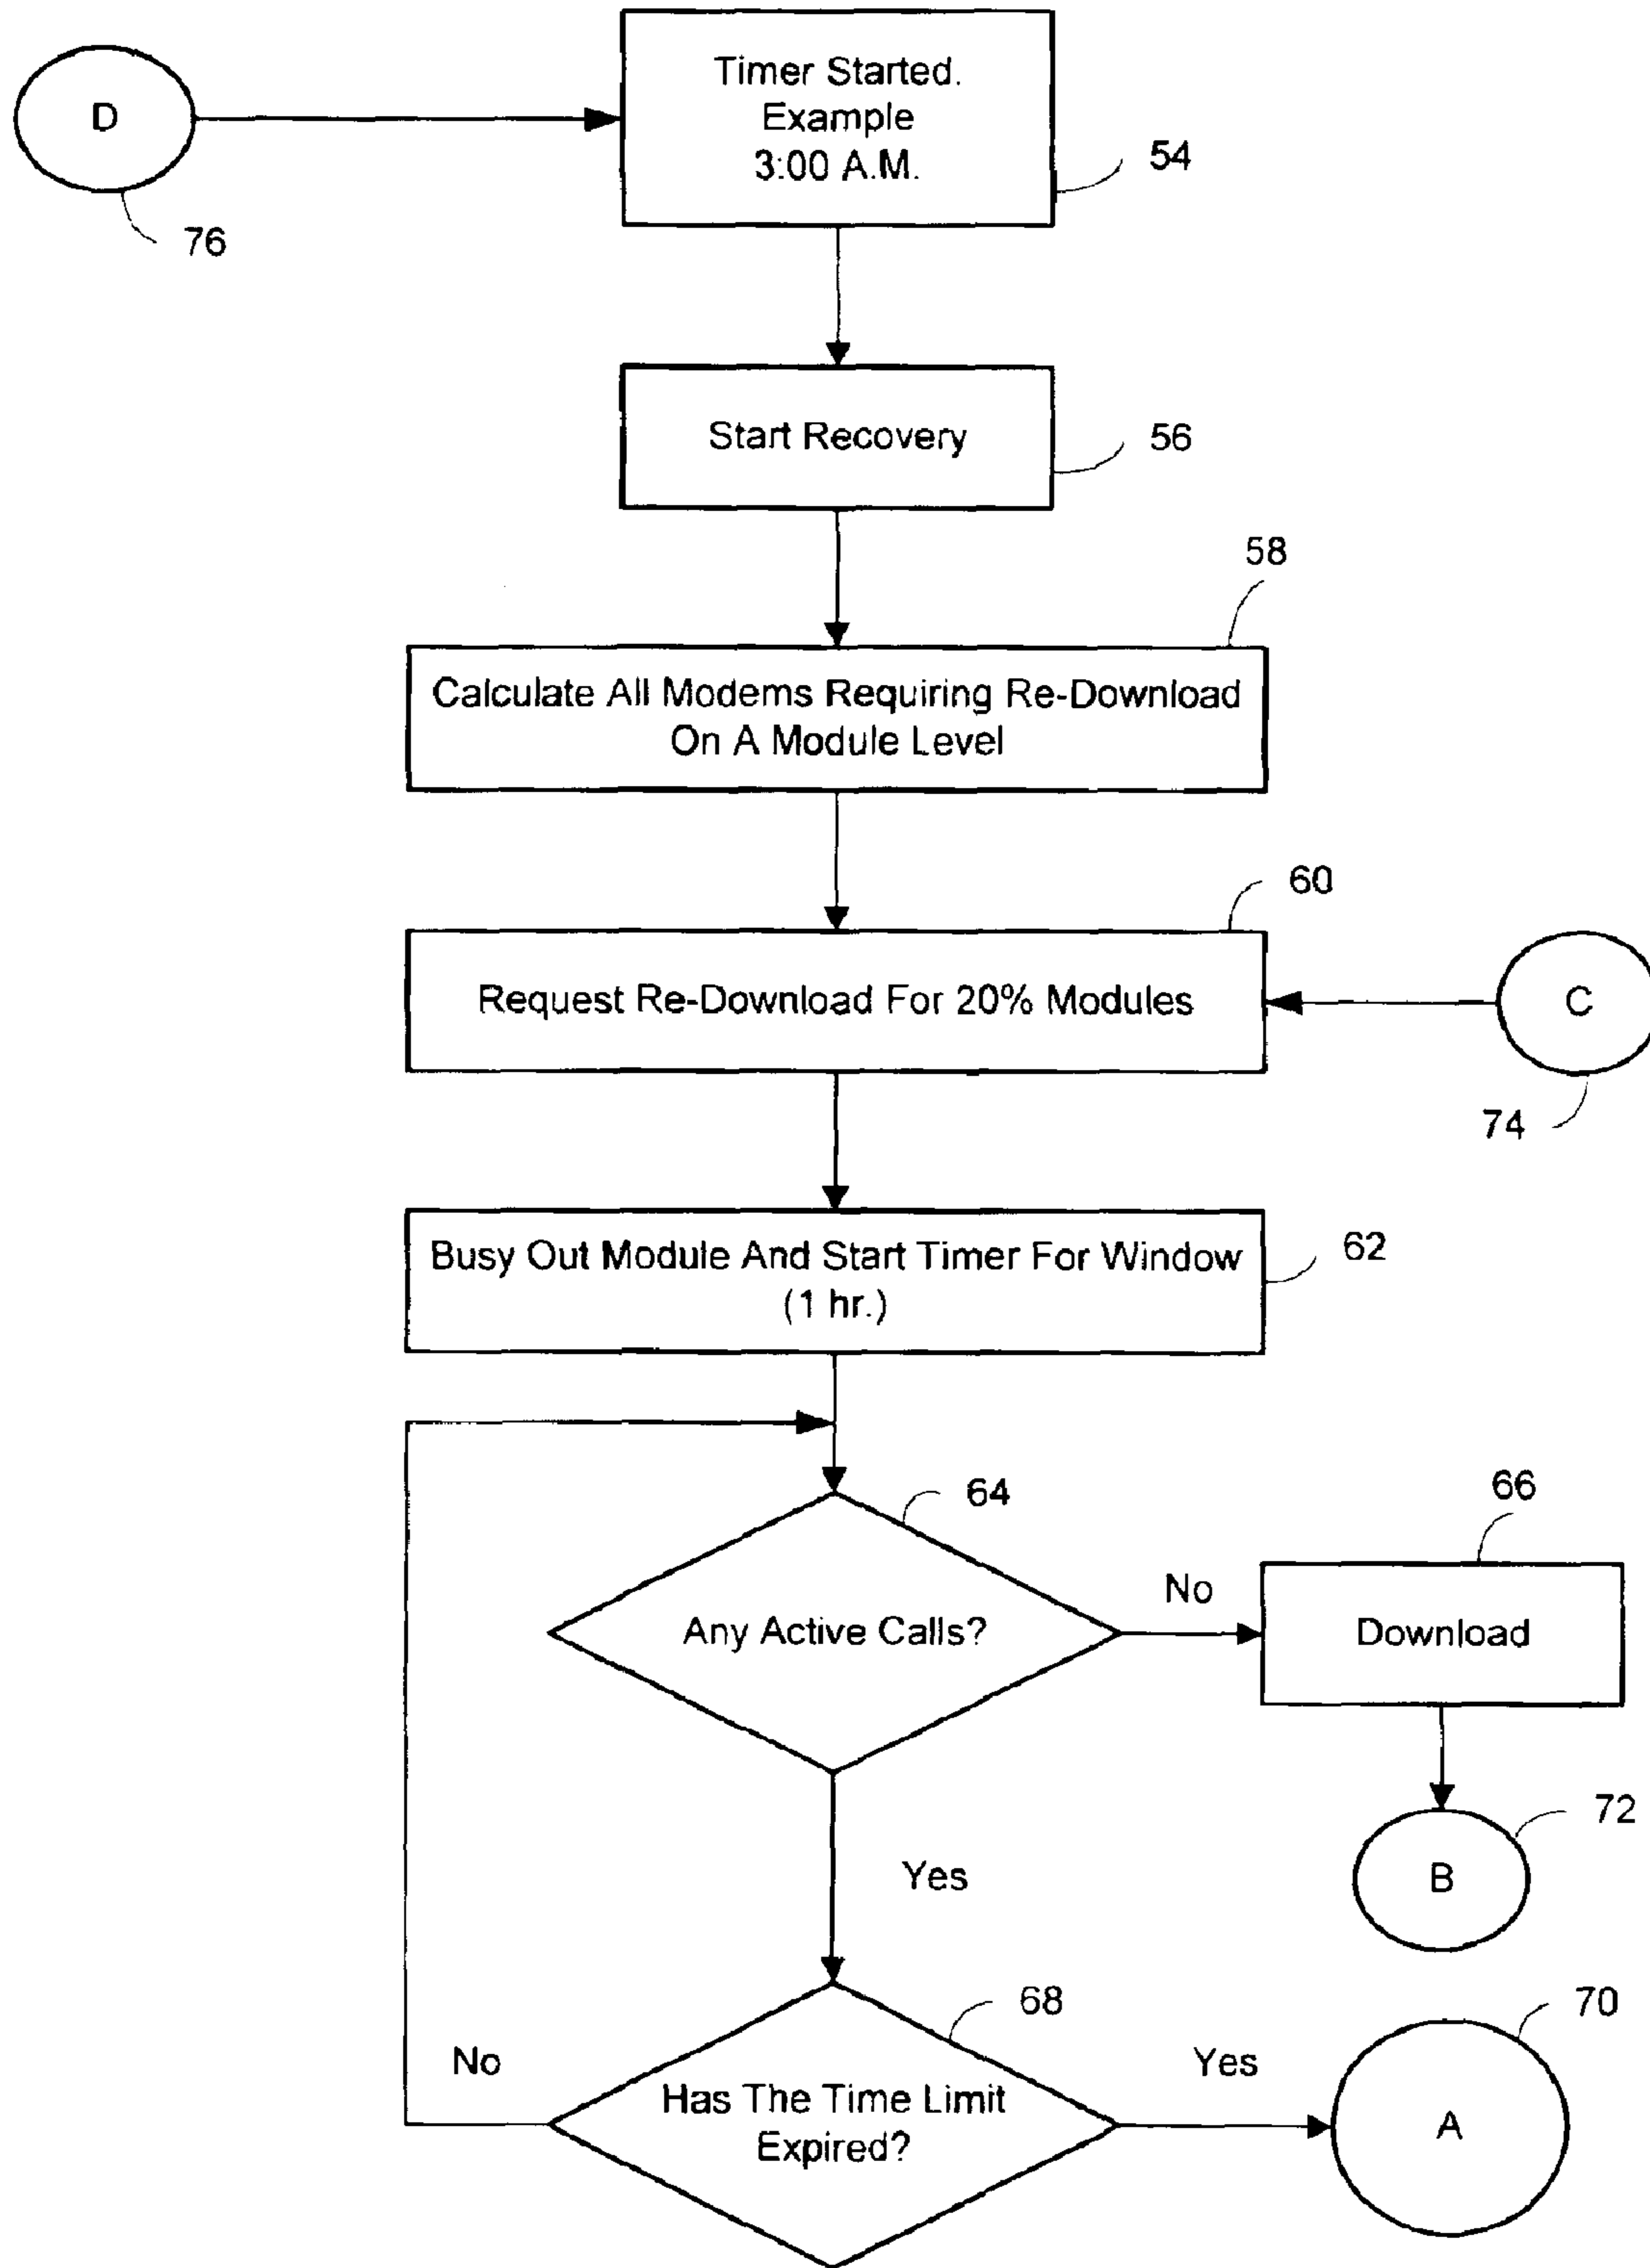 Timer Started.
Example
3:00 A.M.
54
D
76
Start Recovery
56
58
Calculate All Modems Requiring Re-Download
On A Module Level
60
Request Re-Download For 20% Modules
C
74
Busy Out Module And Start Timer For Window
(1 hr.)
62
64
66
Any Active Calls?
No
Download
72
Yes
B
68
70
No
Has The Time Limit
Expired?
Yes
A